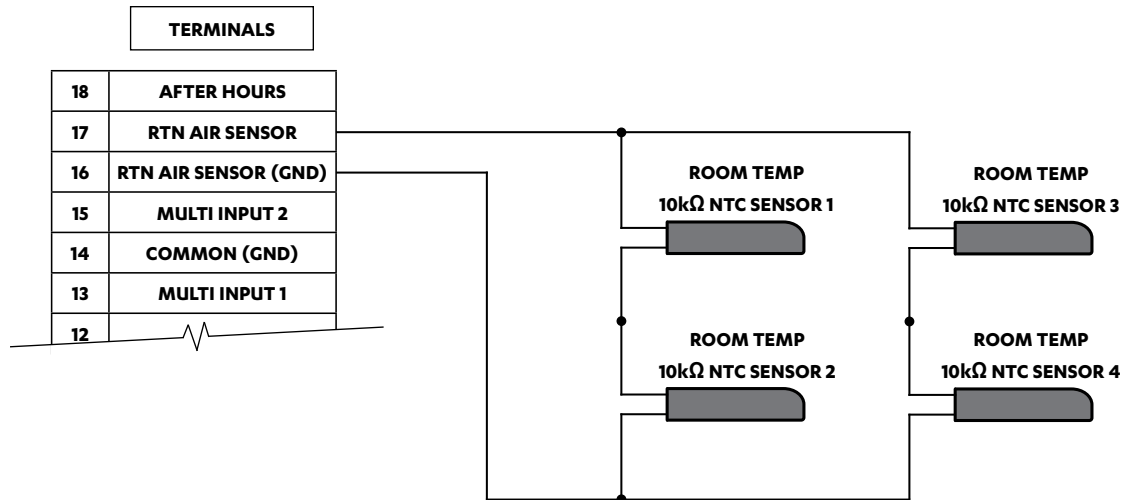 TERMINALS
18 AFTER HOURS
17 RTN AIR SENSOR
16 RTN AIR SENSOR (GND)
15 MULTI INPUT 2
14 COMMON (GND)
13 MULTI INPUT 1
12
ROOM TEMP
10kΩ NTC SENSOR 1
ROOM TEMP
10kΩ NTC SENSOR 3
ROOM TEMP
10kΩ NTC SENSOR 2
ROOM TEMP
10kΩ NTC SENSOR 4